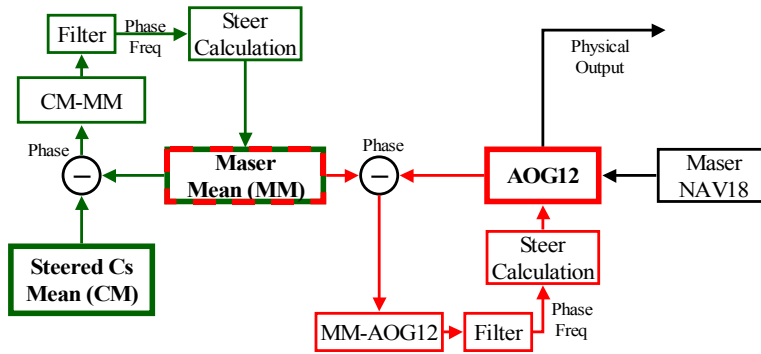 Filter
Phase
Freq
Steer
Calculation
Physical
Output
CM-MM
Phase
−
Maser
Mean (MM)
Phase
−
AOG12
Maser
NAV18
Steered Cs
Mean (CM)
Steer
Calculation
MM-AOG12
Filter
Phase
Freq